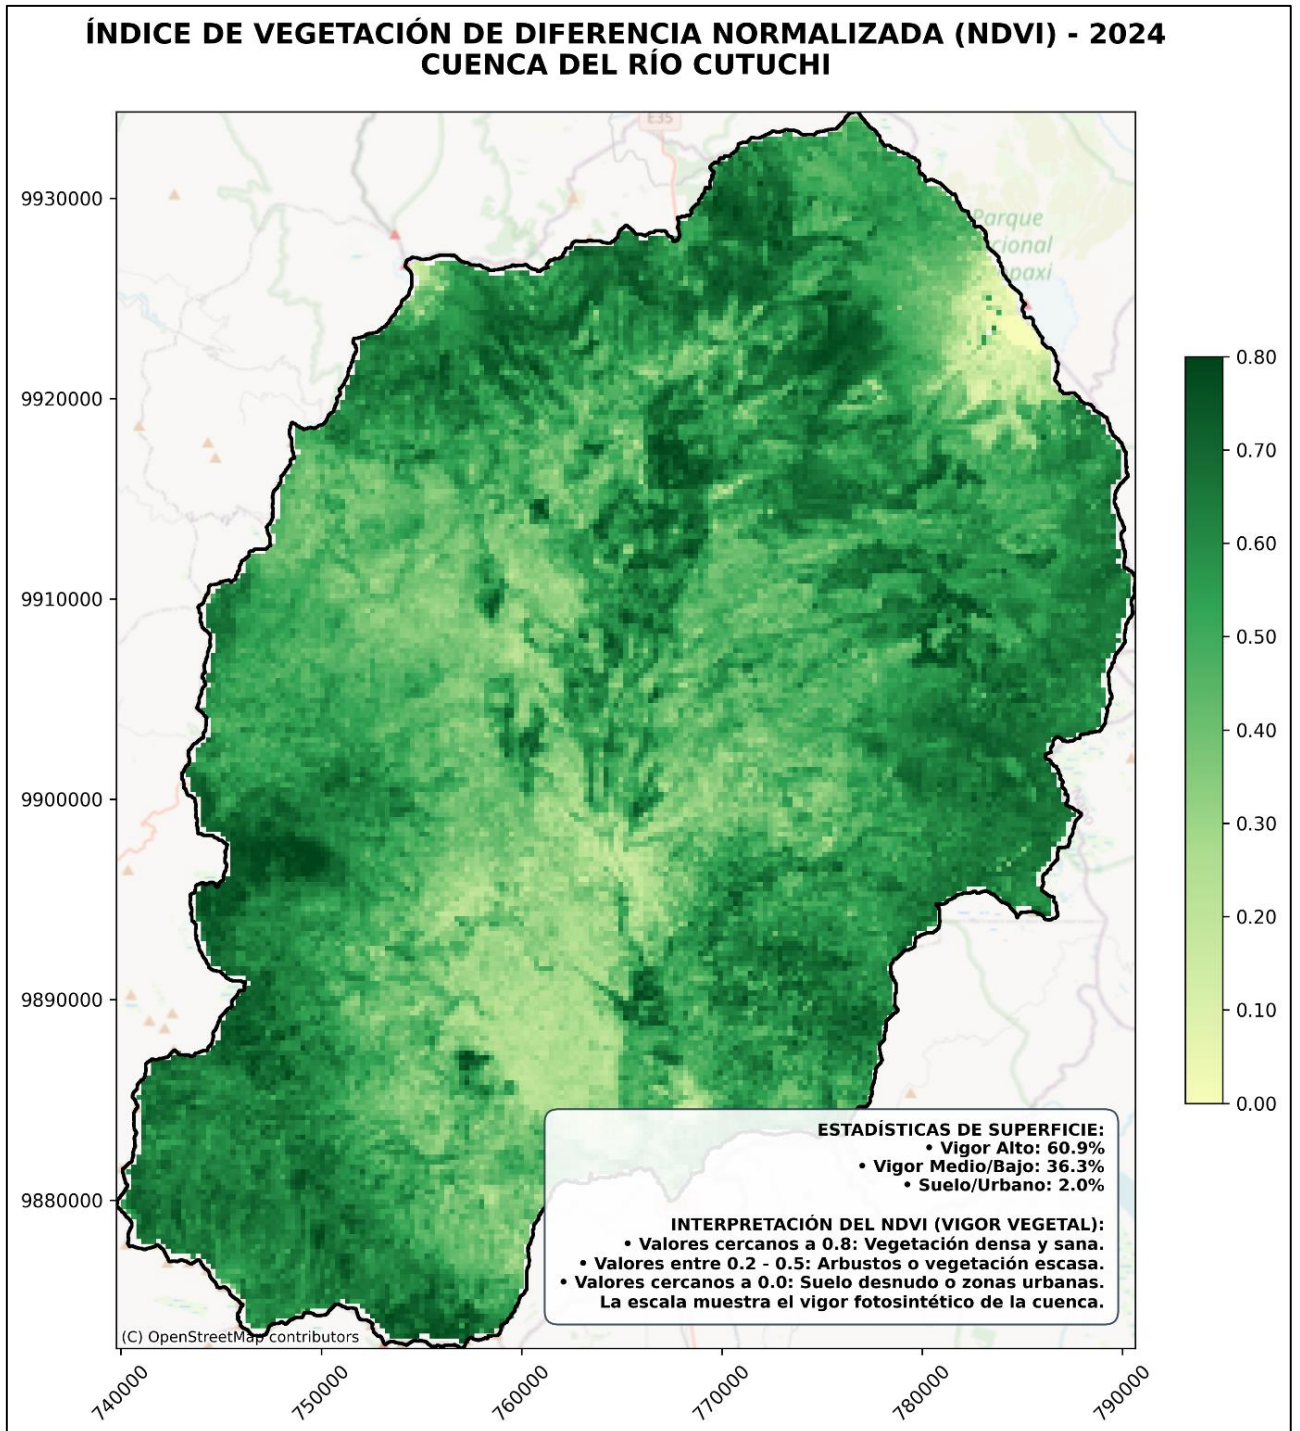 ÍNDICE DE VEGETACIÓN DE DIFERENCIA NORMALIZADA (NDVI) - 2024
CUENCA DEL RÍO CUTUCHI
E35
Parque
cional
paxi
9930000
9920000
9910000
9900000
9890000
9880000
0.80
0.70
0.60
0.50
0.40
0.30
0.20
0.10
0.00
ESTADÍSTICAS DE SUPERFICIE:
• Vigor Alto: 60.9%
• Vigor Medio/Bajo: 36.3%
• Suelo/Urbano: 2.0%
INTERPRETACIÓN DEL NDVI (VIGOR VEGETAL):
• Valores cercanos a 0.8: Vegetación densa y sana.
• Valores entre 0.2 - 0.5: Arbustos o vegetación escasa.
• Valores cercanos a 0.0: Suelo desnudo o zonas urbanas.
La escala muestra el vigor fotosintético de la cuenca.
(C) OpenStreetMap contributors
740000
750000
760000
770000
780000
790000